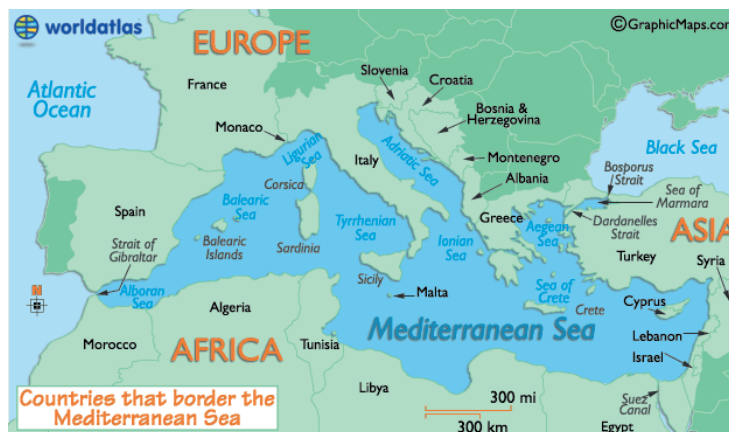 worldatlas
EUROPE
©GraphicMaps.com
Slovenia
Croatia
France
Atlantic
Ocean
Bosnia &
Herzegovina
Monaco
Ligurian
Sea
Italy
Adriatic
Sea
Black Sea
Montenegro
Bosporus
Strait
Albania
Corsica
Sea of
Marmara
Spain
Balearic
Sea
Tyrrhenian
Sea
Greece
Dardanelles
Strait
ASIA
Ionian
Sea
Aegean
Sea
Strait of
Gibraltar
Balearic
Islands
Sardinia
Turkey
Syria
Sicily
Sea of
Crete
Alboran
Sea
Malta
Crete
Cyprus
Algeria
Mediterranean Sea
Lebanon
Morocco
AFRICA
Tunisia
Israel
Countries that border the
Mediterranean Sea
Libya
300 mi
300 km
Suez
Canal
Egypt